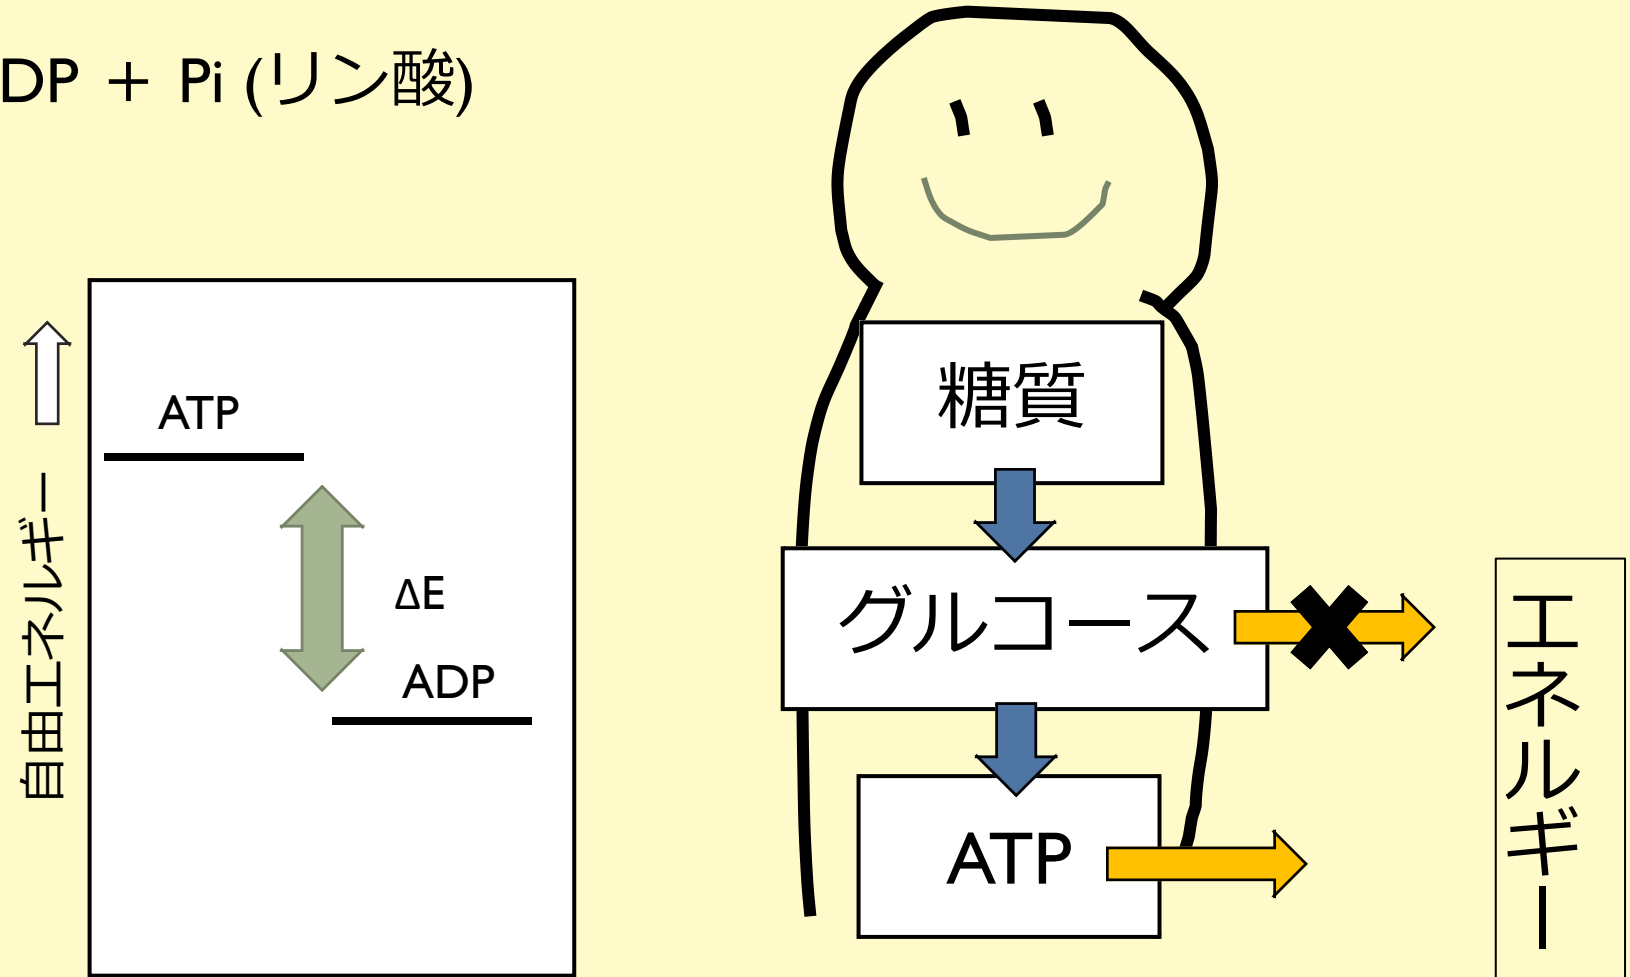 DP + Pi (リン酸)
自由エネルギー
ATP
ΔE
ADP
糖質
グルコース
ATP
エネルギー